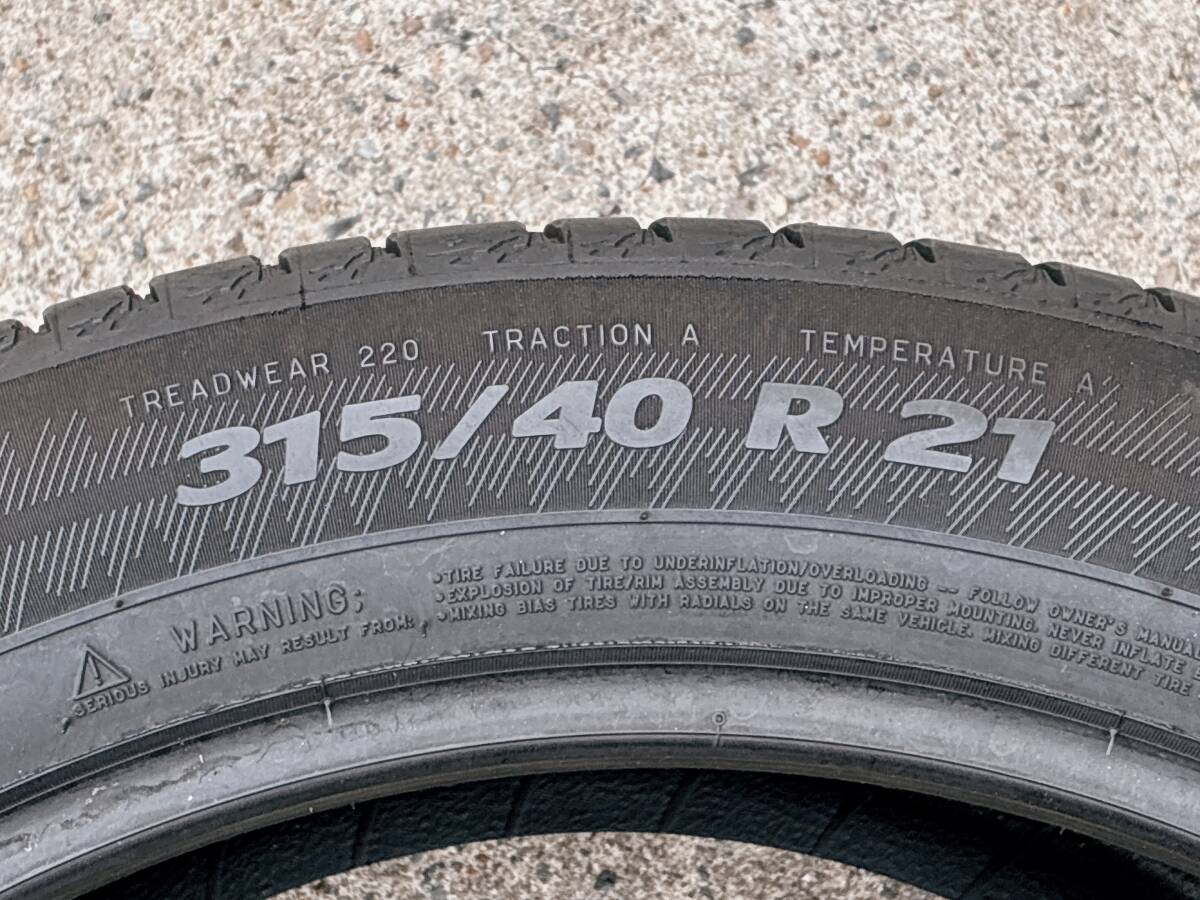 TREADWEAR 220 TRACTION A TEMPERATURE A
315/40 R 21
WARNING:
SERIOUS INJURY MAY RESULT FROM:
•TIRE FAILURE DUE TO UNDERINFLATION/OVERLOADING -- FOLLOW OWNER'S MANUAL
•EXPLOSION OF TIRE/RIM ASSEMBLY DUE TO IMPROPER MOUNTING. NEVER INFLATE
•MIXING BIAS TIRES WITH RADIALS ON THE SAME VEHICLE. MIXING DIFFERENT TIRE